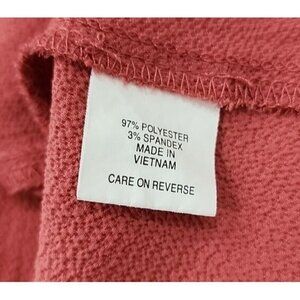 97% POLYESTER
3% SPANDEX
MADE IN
VIETNAM
CARE ON REVERSE